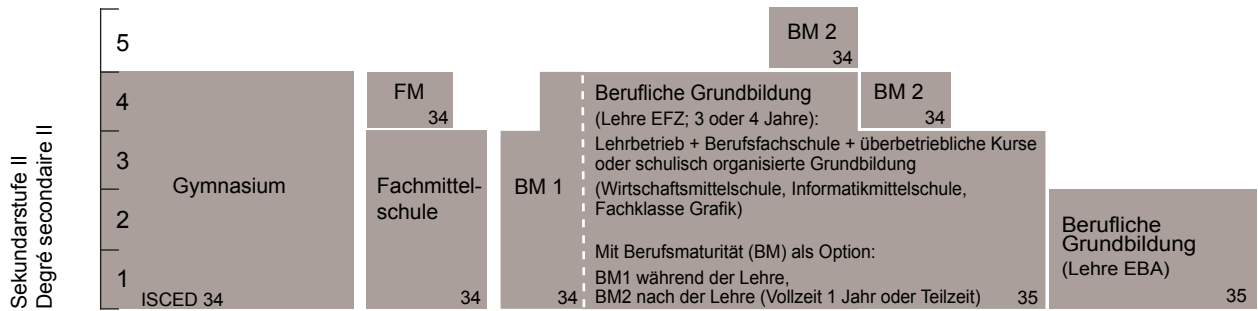 Sekundarstufe II
Degré secondaire II
5
4
3
2
1
Gymnasium
ISCED 34
FM
34
Fachmittel-
schule
34
BM 1
34
Berufliche Grundbildung
(Lehre EFZ; 3 oder 4 Jahre):
Lehrbetrieb + Berufsfachschule + überbetriebliche Kurse
oder schulisch organisierte Grundbildung
(Wirtschaftsmittelschule, Informatikmittelschule,
Fachklasse Grafik)
Mit Berufsmaturität (BM) als Option:
BM1 während der Lehre,
BM2 nach der Lehre (Vollzeit 1 Jahr oder Teilzeit)
35
BM 2
34
BM 2
34
Berufliche
Grundbildung
(Lehre EBA)
35